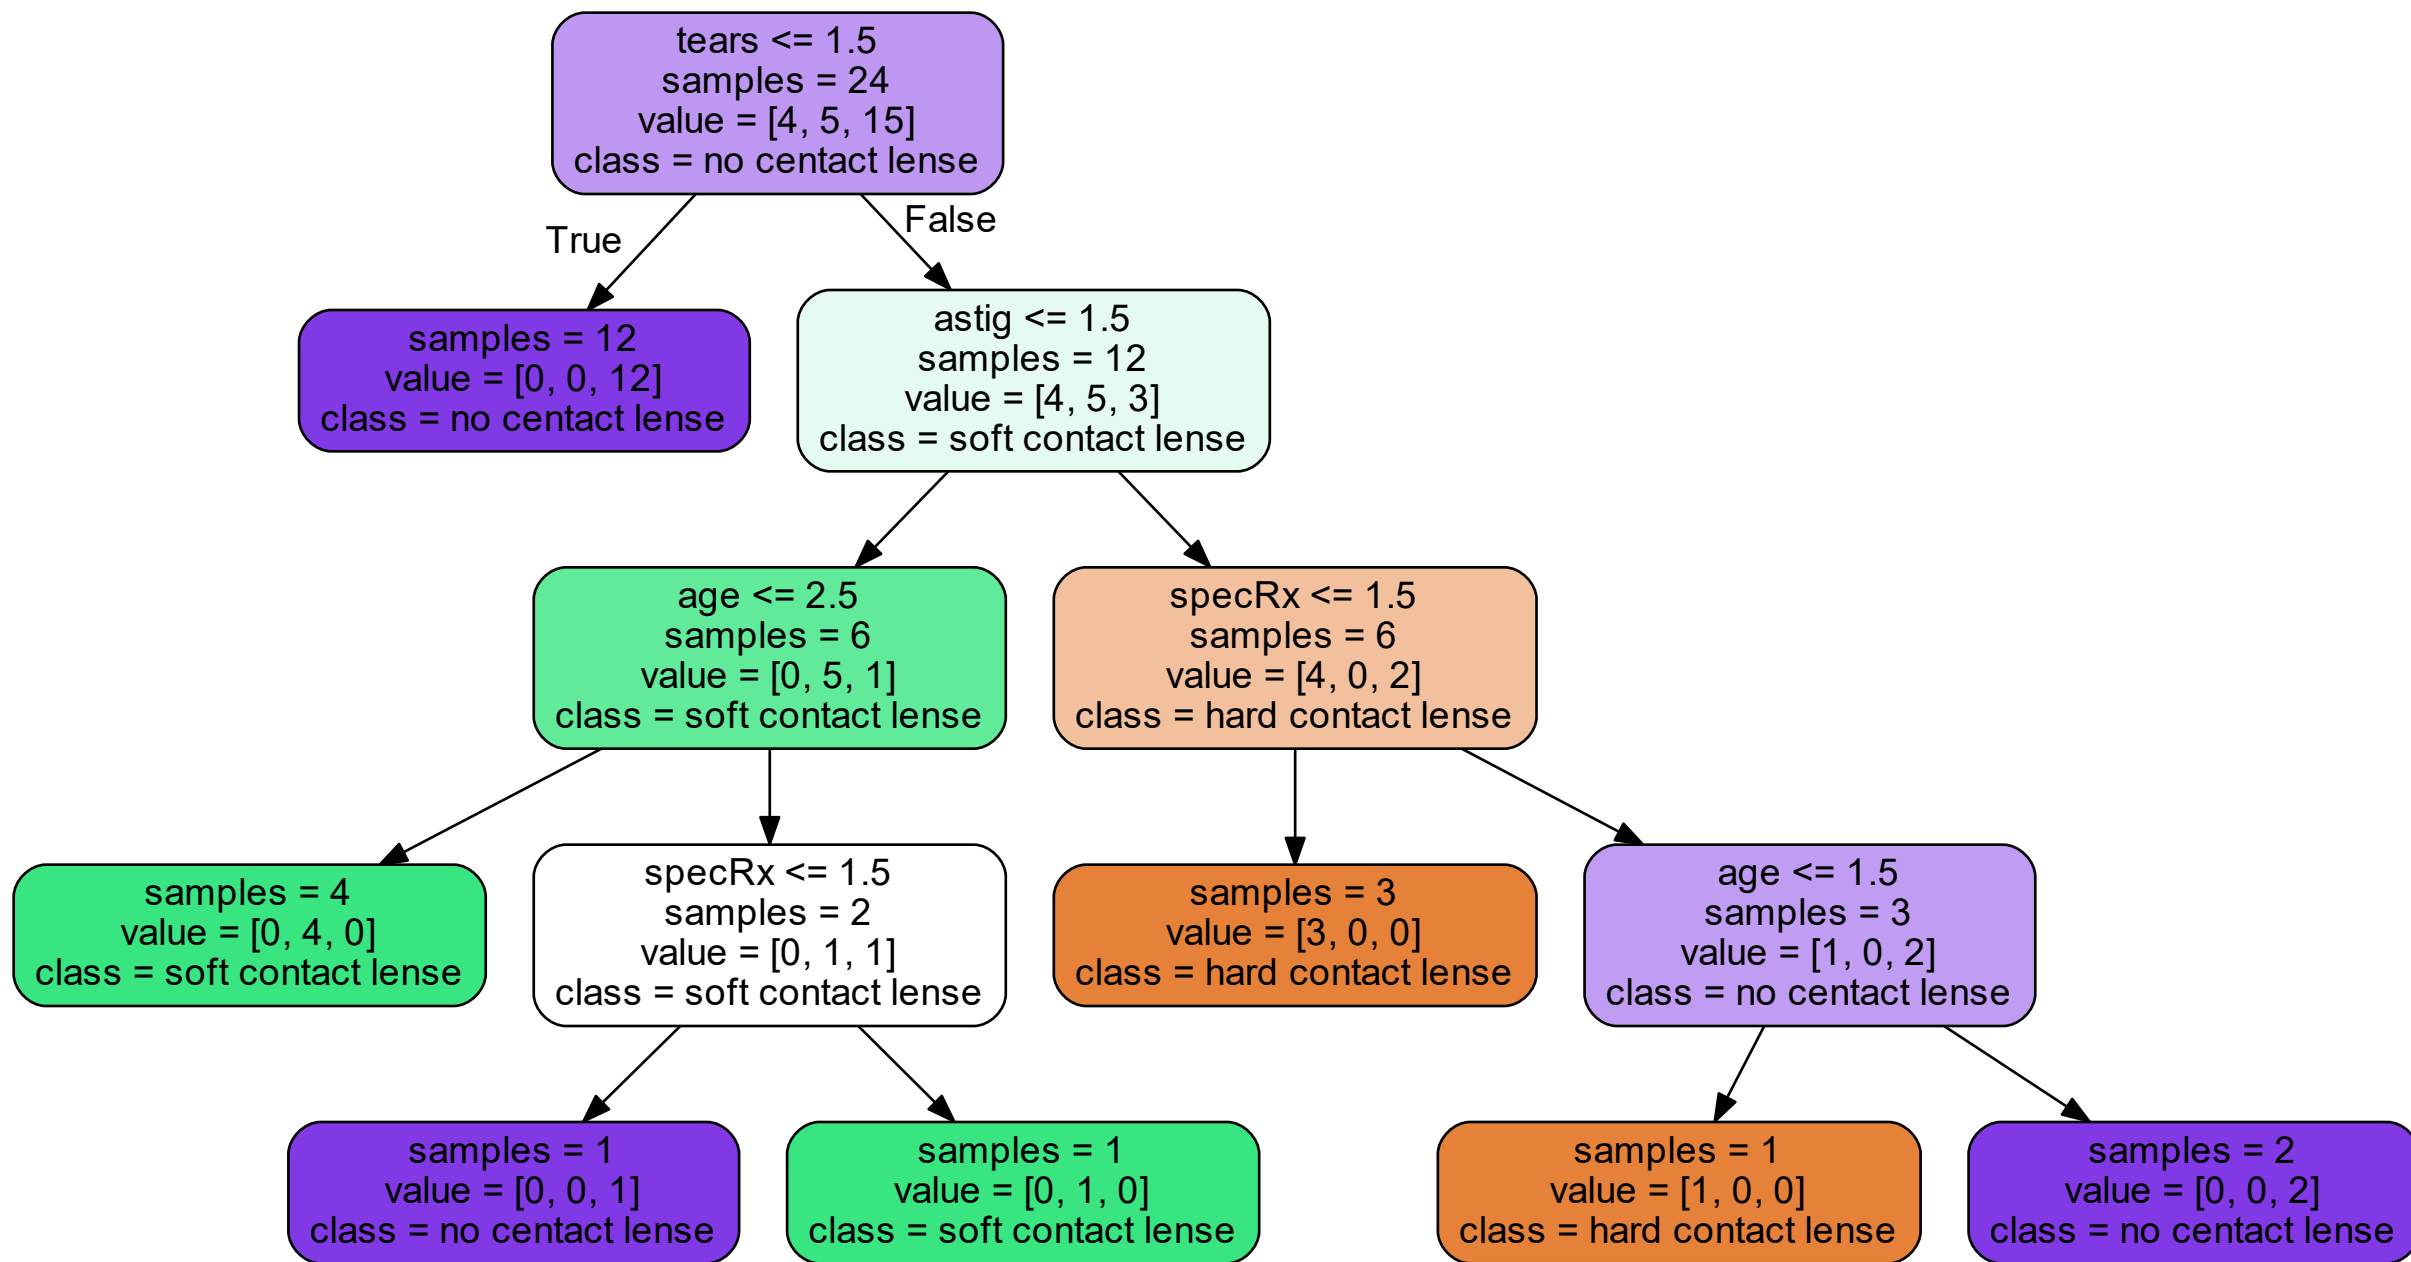 tears <= 1.5
samples = 24
value = [4, 5, 15]
class = no centact lense
True
False
samples = 12
value = [0, 0, 12]
class = no centact lense
astig <= 1.5
samples = 12
value = [4, 5, 3]
class = soft contact lense
age <= 2.5
samples = 6
value = [0, 5, 1]
class = soft contact lense
specRx <= 1.5
samples = 6
value = [4, 0, 2]
class = hard contact lense
samples = 4
value = [0, 4, 0]
class = soft contact lense
specRx <= 1.5
samples = 2
value = [0, 1, 1]
class = soft contact lense
samples = 3
value = [3, 0, 0]
class = hard contact lense
age <= 1.5
samples = 3
value = [1, 0, 2]
class = no centact lense
samples = 1
value = [0, 0, 1]
class = no centact lense
samples = 1
value = [0, 1, 0]
class = soft contact lense
samples = 1
value = [1, 0, 0]
class = hard contact lense
samples = 2
value = [0, 0, 2]
class = no centact lense